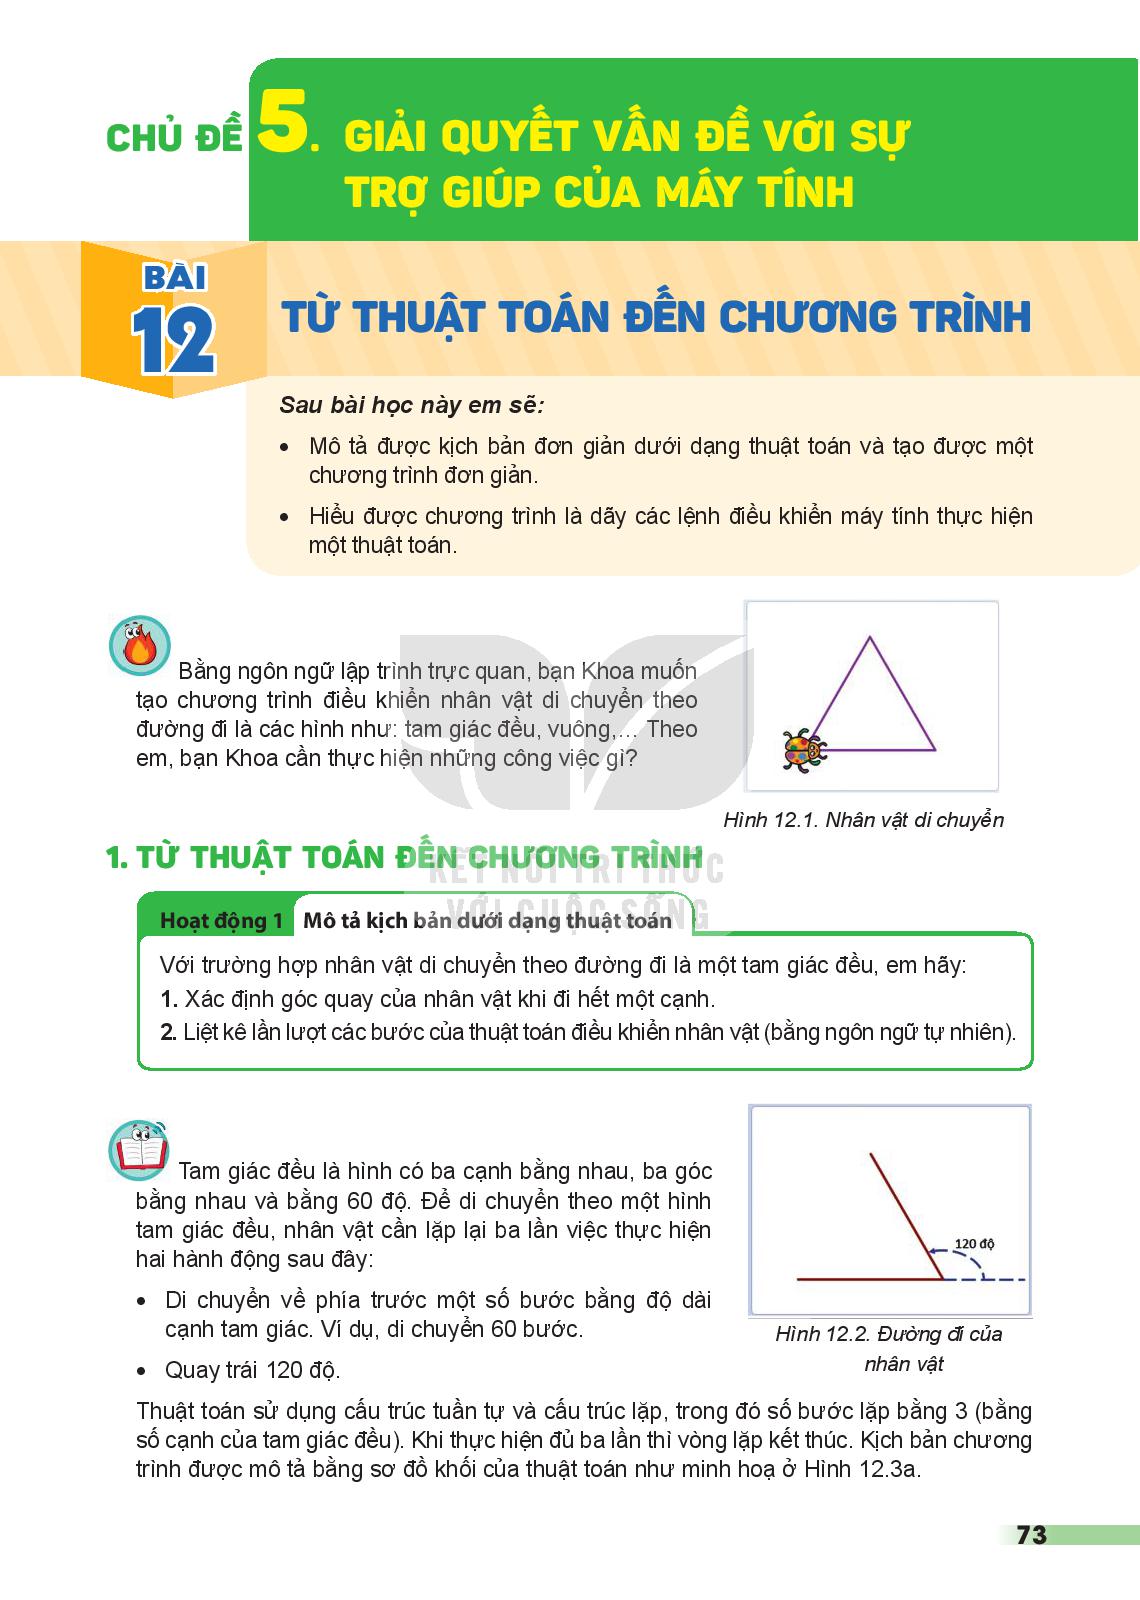 CHỦ ĐỀ 5. GIẢI QUYẾT VẤN ĐỀ VỚI SỰ
TRỢ GIÚP CỦA MÁY TÍNH
BÀI
12
TỪ THUẬT TOÁN ĐẾN CHƯƠNG TRÌNH
Sau bài học này em sẽ:
• Mô tả được kịch bản đơn giản dưới dạng thuật toán và tạo được một
chương trình đơn giản.
• Hiểu được chương trình là dãy các lệnh điều khiển máy tính thực hiện
một thuật toán.
Bằng ngôn ngữ lập trình trực quan, bạn Khoa muốn
tạo chương trình điều khiển nhân vật di chuyển theo
đường đi là các hình như: tam giác đều, vuông,... Theo
em, bạn Khoa cần thực hiện những công việc gì?
Hình 12.1. Nhân vật di chuyển
1. TỪ THUẬT TOÁN ĐẾN CHƯƠNG TRÌNH
KẾT NỐI TRI THỨC
VỚI CUỘC SỐNG
Hoạt động 1 Mô tả kịch bản dưới dạng thuật toán
Với trường hợp nhân vật di chuyển theo đường đi là một tam giác đều, em hãy:
1. Xác định góc quay của nhân vật khi đi hết một cạnh.
2. Liệt kê lần lượt các bước của thuật toán điều khiển nhân vật (bằng ngôn ngữ tự nhiên).
Tam giác đều là hình có ba cạnh bằng nhau, ba góc
bằng nhau và bằng 60 độ. Để di chuyển theo một hình
tam giác đều, nhân vật cần lặp lại ba lần việc thực hiện
hai hành động sau đây:
• Di chuyển về phía trước một số bước bằng độ dài
cạnh tam giác. Ví dụ, di chuyển 60 bước.
• Quay trái 120 độ.
120 độ
Hình 12.2. Đường đi của
nhân vật
Thuật toán sử dụng cấu trúc tuần tự và cấu trúc lặp, trong đó số bước lặp bằng 3 (bằng
số cạnh của tam giác đều). Khi thực hiện đủ ba lần thì vòng lặp kết thúc. Kịch bản chương
trình được mô tả bằng sơ đồ khối của thuật toán như minh hoạ ở Hình 12.3a.
73